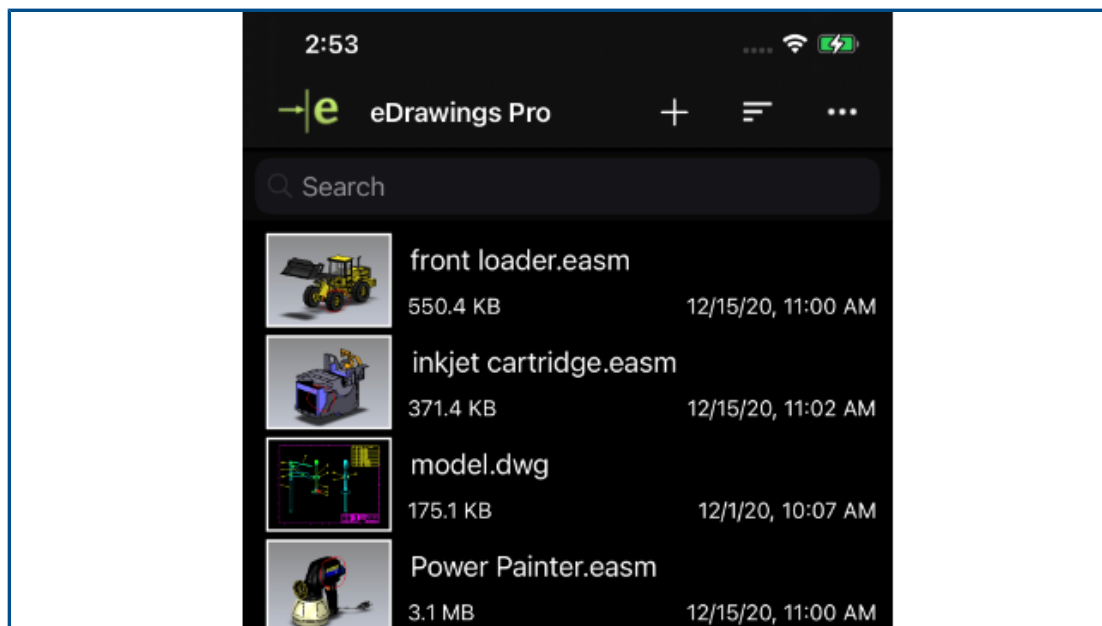 2:53
e eDrawings Pro
Search
front loader.easm
550.4 KB 12/15/20, 11:00 AM
inkjet cartridge.easm
371.4 KB 12/15/20, 11:02 AM
model.dwg
175.1 KB 12/1/20, 10:07 AM
Power Painter.easm
3.1 MB 12/15/20, 11:00 AM